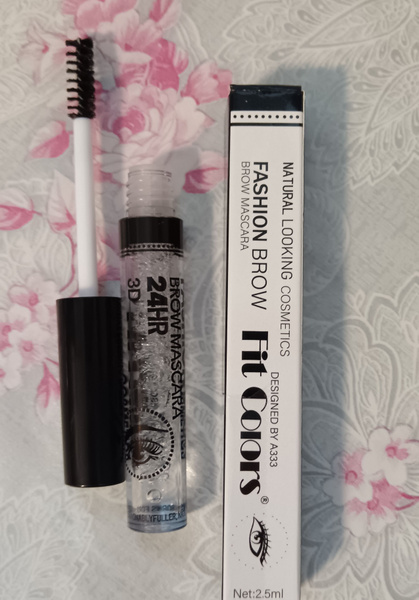 BROW MASCARA
24HR
3D
NATURAL LOOKING COSMETICS
FASHION BROW
BROW MASCARA
DESIGNED BY A333
Fit Colors®
Net:2.5ml